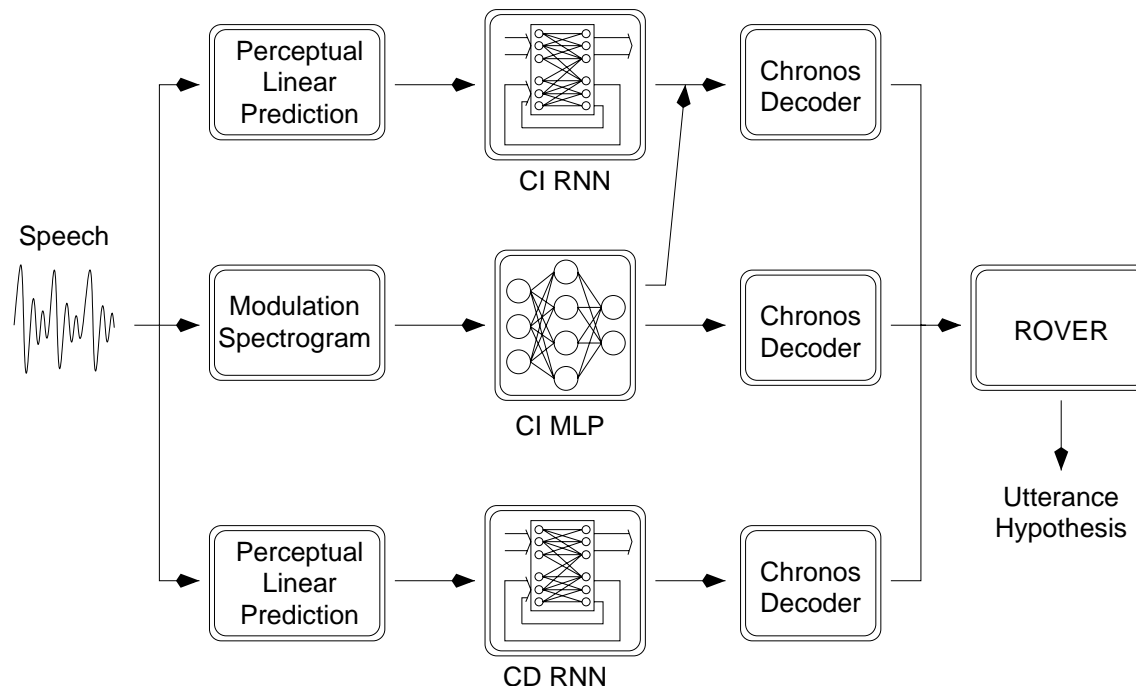 Perceptual
Linear
Prediction
CI RNN
Chronos
Decoder
Speech
Modulation
Spectrogram
CI MLP
Chronos
Decoder
ROVER
Utterance
Hypothesis
Perceptual
Linear
Prediction
CD RNN
Chronos
Decoder